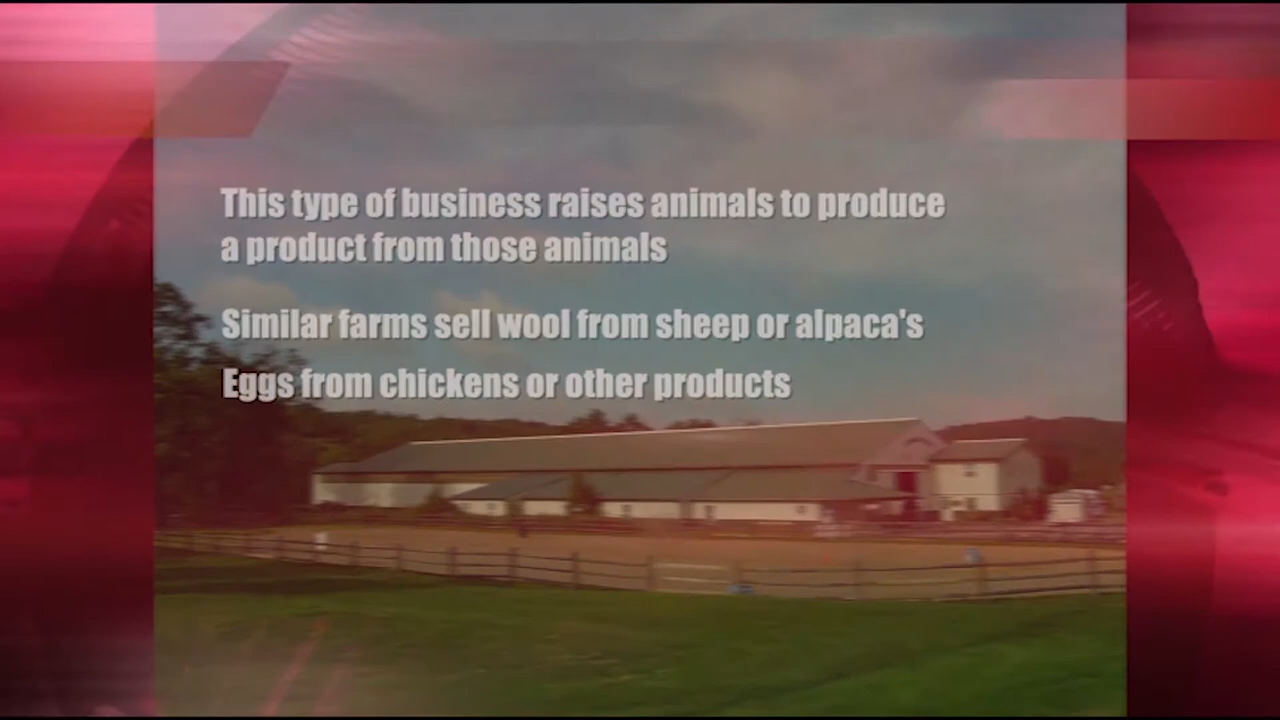 This type of business raises animals to produce
a product from those animals
Similar farms sell wool from sheep or alpaca's
Eggs from chickens or other products